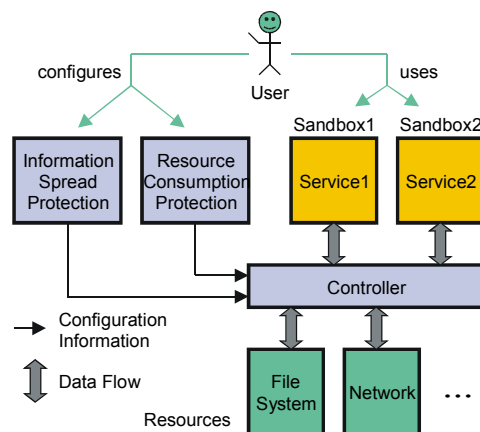 configures
uses
User
Sandbox1
Sandbox2
Information
Spread
Protection
Resource
Consumption
Protection
Service1
Service2
Controller
Configuration
Information
Data Flow
File
System
Network
...
Resources